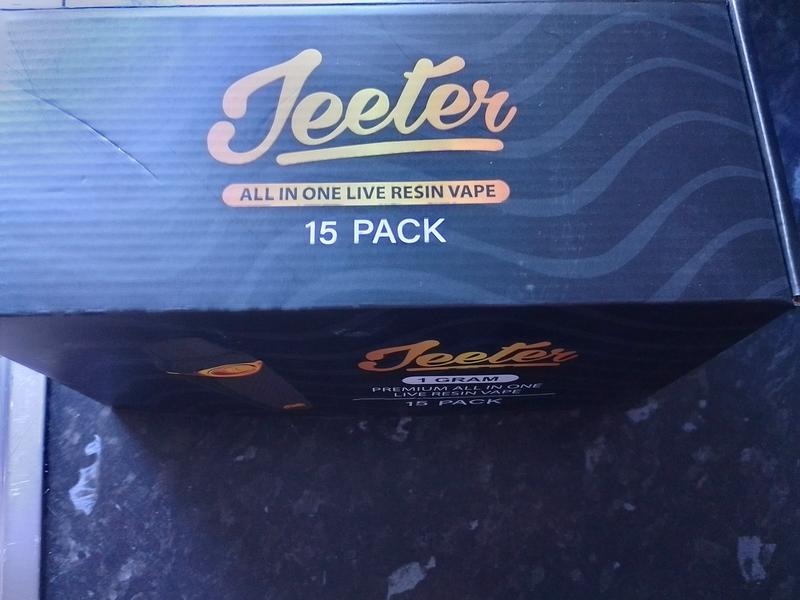 Jeeter
ALL IN ONE LIVE RESIN VAPE
15 PACK
Jeeter
1 GRAM
PREMIUM ALL IN ONE
LIVE RESIN VAPE
15 PACK